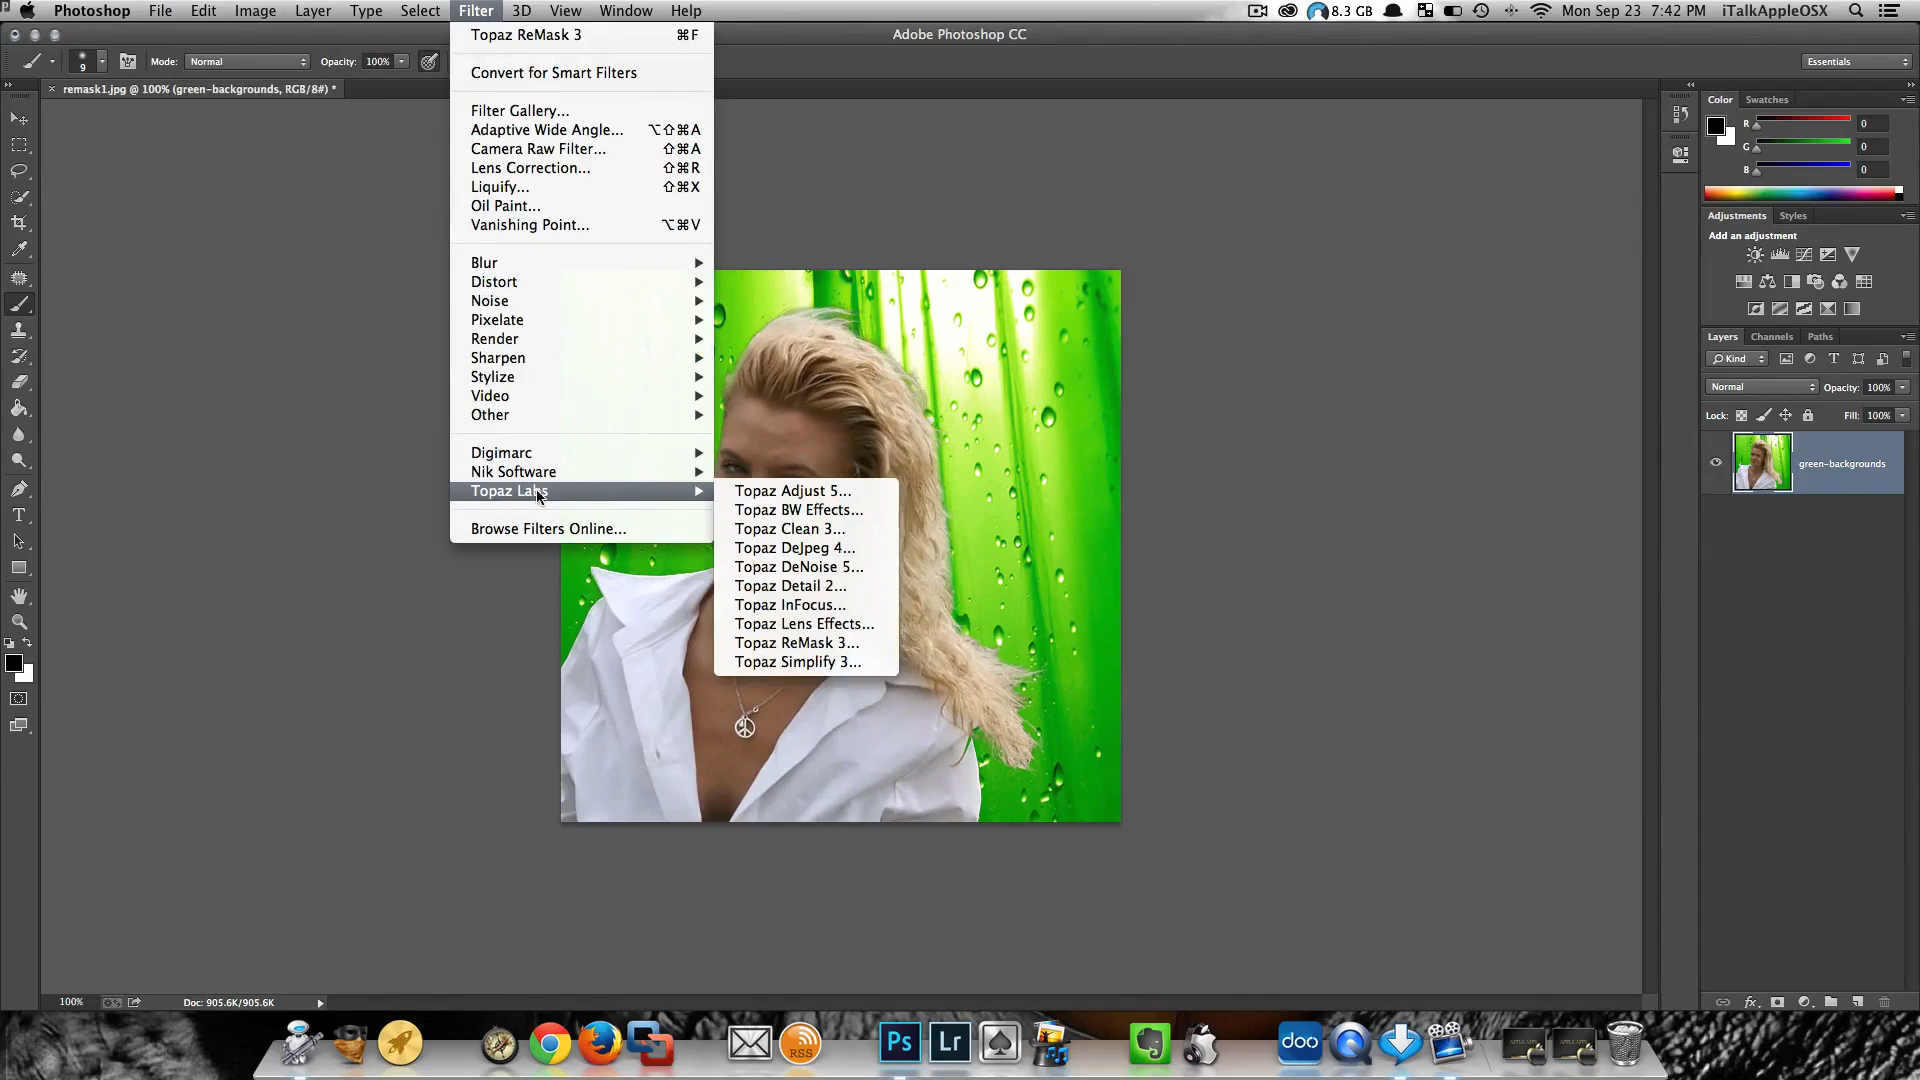 Photoshop File Edit Image Layer Type Select Filter 3D View Window Help 8.3 GB Mon Sep 23 7:42 PM iTalkAppleOSX
Adobe Photoshop CC
9 Mode: Normal Opacity: 100% Essentials
× remask1.jpg @ 100% (green-backgrounds, RGB/8#) *
Topaz ReMask 3 ⌘F
Convert for Smart Filters
Filter Gallery...
Adaptive Wide Angle... ⌥⇧⌘A
Camera Raw Filter... ⇧⌘A
Lens Correction... ⇧⌘R
Liquify... ⇧⌘X
Oil Paint...
Vanishing Point... ⌥⌘V
Blur
Distort
Noise
Pixelate
Render
Sharpen
Stylize
Video
Other
Digimarc
Nik Software
Topaz Labs
Browse Filters Online...
Topaz Adjust 5...
Topaz BW Effects...
Topaz Clean 3...
Topaz DeJpeg 4...
Topaz DeNoise 5...
Topaz Detail 2...
Topaz InFocus...
Topaz Lens Effects...
Topaz ReMask 3...
Topaz Simplify 3...
Color Swatches
R 0
G 0
B 0
Adjustments Styles
Add an adjustment
Layers Channels Paths
Kind
Normal Opacity: 100%
Lock: Fill: 100%
green-backgrounds
100% Doc: 905.6K/905.6K
RSS Ps Lr doo